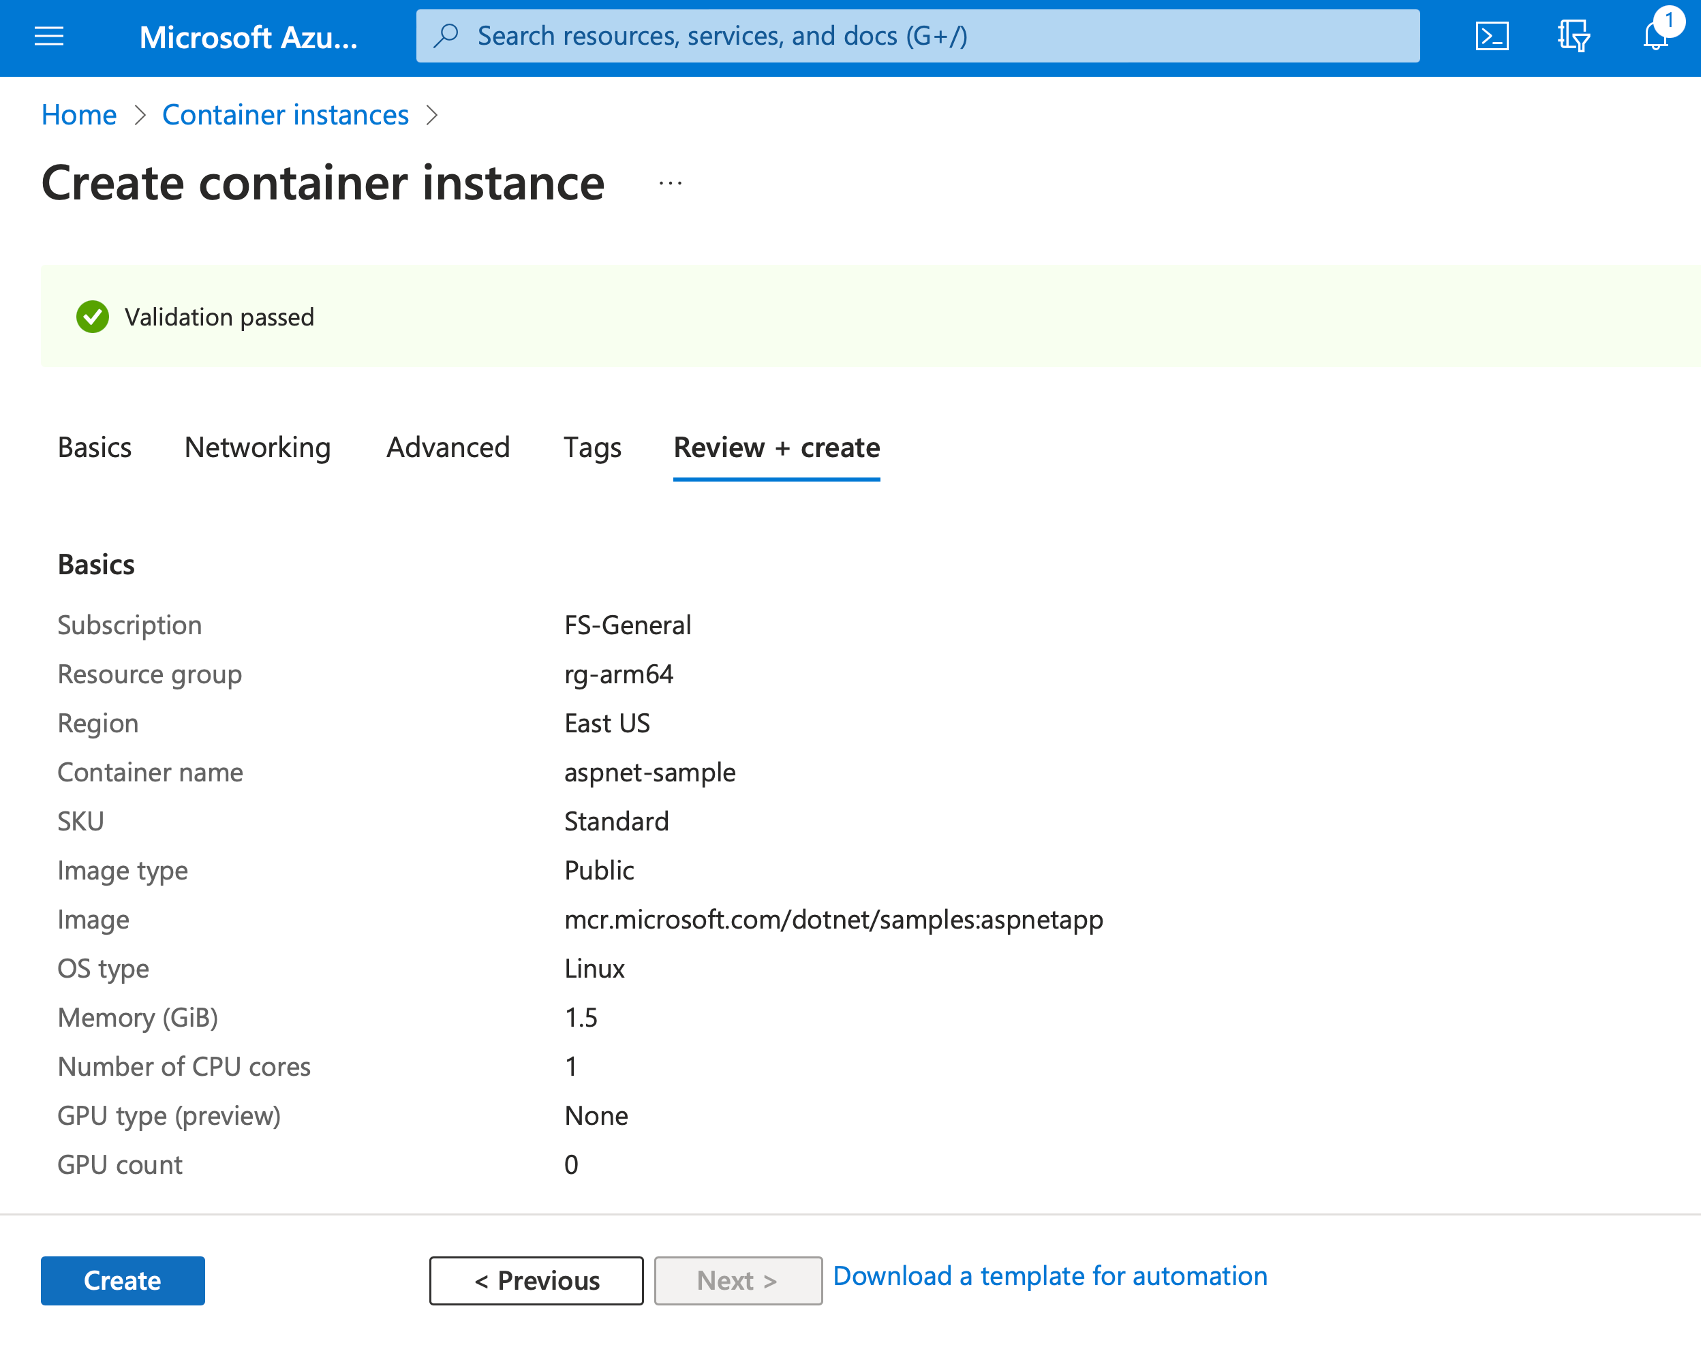 Microsoft Azu...
Search resources, services, and docs (G+/)
1
Home > Container instances >
Create container instance ...
Validation passed
Basics Networking Advanced Tags Review + create
Basics
Subscription FS-General
Resource group rg-arm64
Region East US
Container name aspnet-sample
SKU Standard
Image type Public
Image mcr.microsoft.com/dotnet/samples:aspnetapp
OS type Linux
Memory (GiB) 1.5
Number of CPU cores 1
GPU type (preview) None
GPU count 0
Create < Previous Next > Download a template for automation